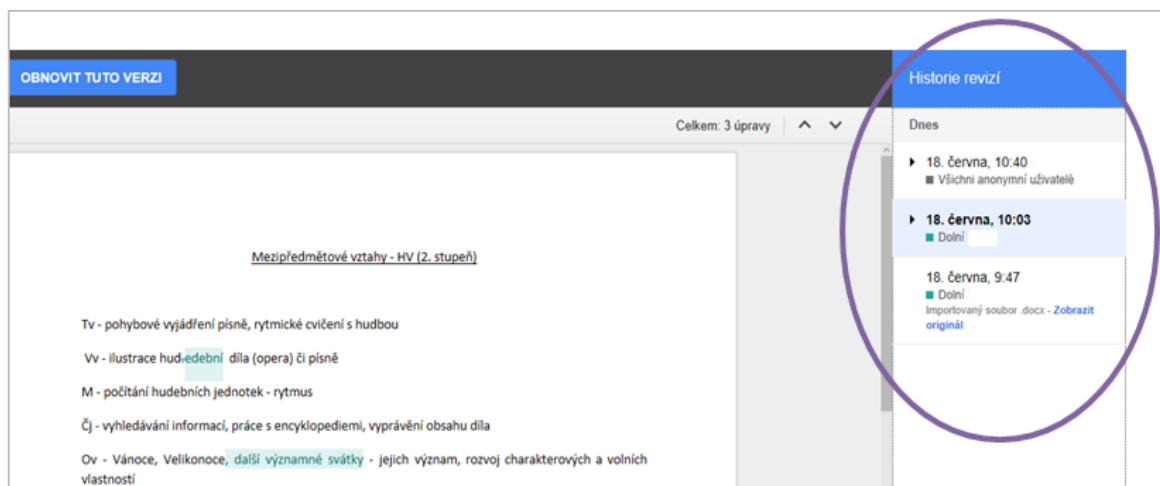 OBNOVIT TUTO VERZI
Historie revizí
Celkem: 3 úpravy
Dnes
18. června, 10:40
Všichni anonymní uživatelé
18. června, 10:03
Dolní
18. června, 9:47
Dolní
Importovaný soubor .docx - Zobrazit
originál
Mezipředmětové vztahy - HV (2. stupeň)
Tv - pohybové vyjádření písně, rytmické cvičení s hudbou
Vv - ilustrace hud.edební díla (opera) či písně
M - počítání hudebních jednotek - rytmus
Čj - vyhledávání informací, práce s encyklopediemi, vyprávění obsahu díla
Ov - Vánoce, Velikonoce, další významné svátky - jejich význam, rozvoj charakterových a volních
vlastností